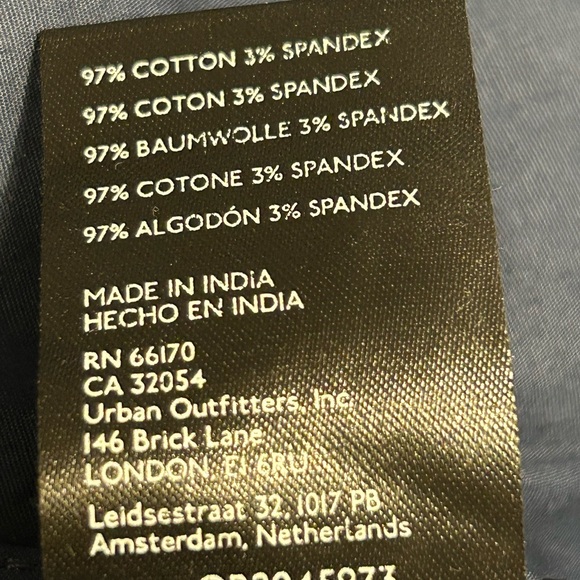 97% COTTON 3% SPANDEX
97% COTON 3% SPANDEX
97% BAUMWOLLE 3% SPANDEX
97% COTONE 3% SPANDEX
97% ALGODÓN 3% SPANDEX
MADE IN INDIA
HECHO EN INDIA
RN 66170
CA 32054
Urban Outfitters, Inc.
146 Brick Lane
LONDON, E1 6RU
Leidsestraat 32, 1017 PB
Amsterdam, Netherlands